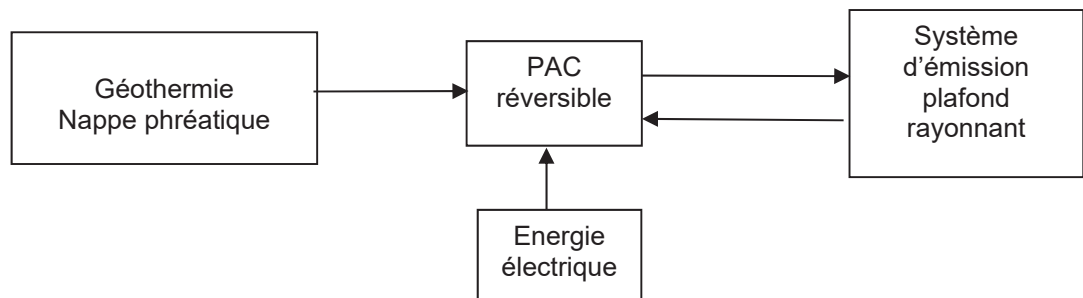 Géothermie
Nappe phréatique
PAC
réversible
Système
d’émission
plafond
rayonnant
Energie
électrique